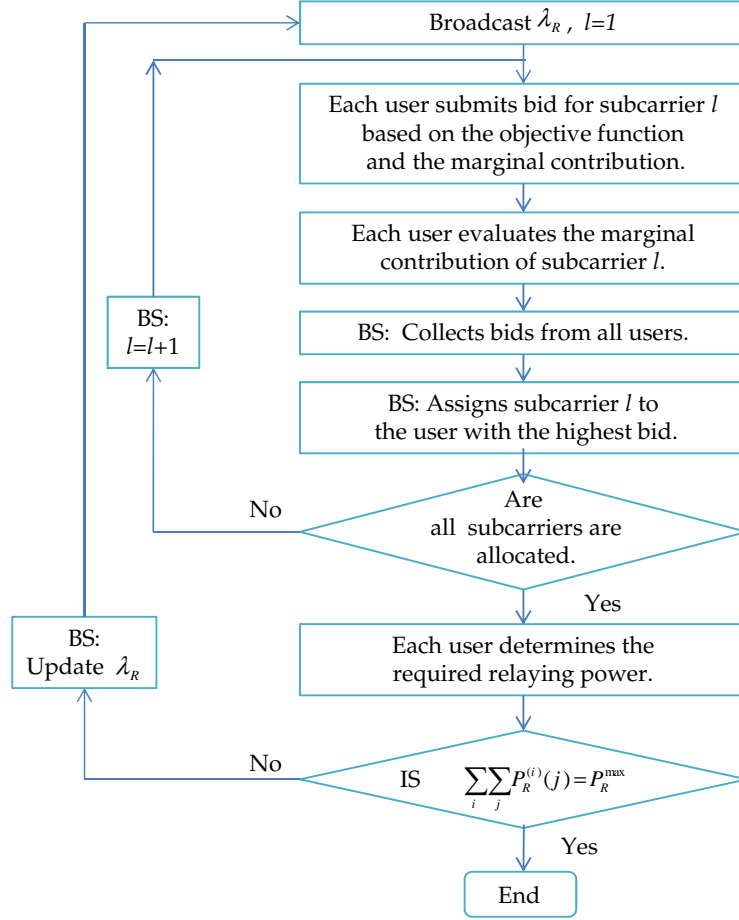 Broadcast λ_R , l=1
Each user submits bid for subcarrier l
based on the objective function
and the marginal contribution.
Each user evaluates the marginal
contribution of subcarrier l.
BS:
l=l+1
BS: Collects bids from all users.
BS: Assigns subcarrier l to
the user with the highest bid.
No
Are
all subcarriers are
allocated.
Yes
BS:
Update λ_R
Each user determines the
required relaying power.
No
IS ∑_i ∑_j P_R^{(i)}(j) = P_R^{max}
Yes
End